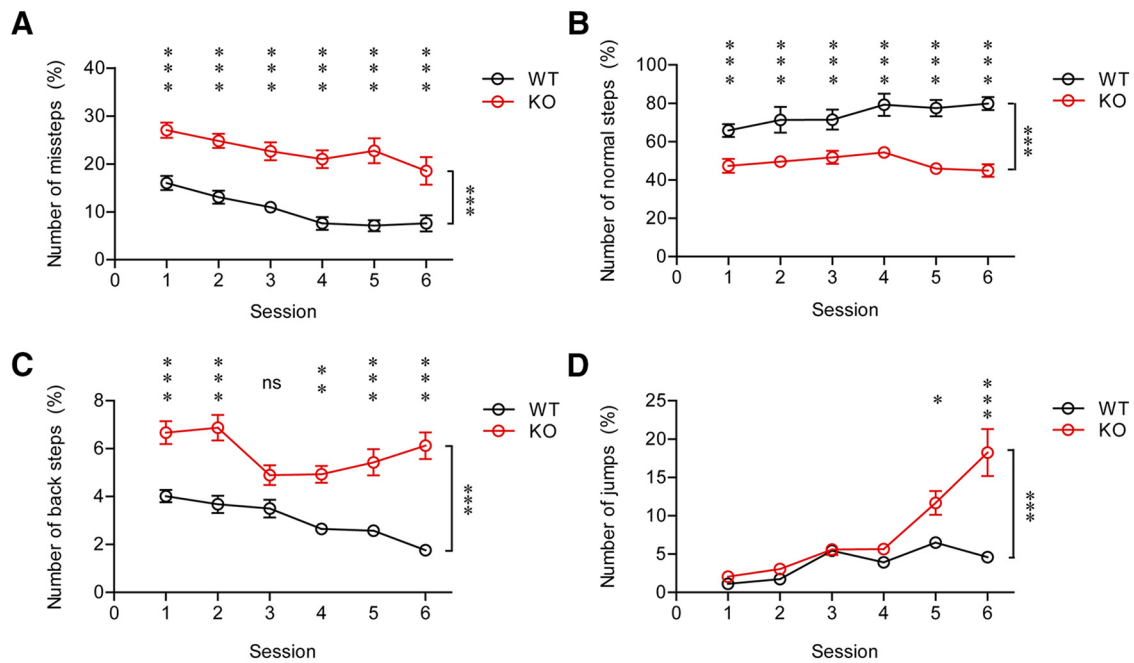 A
Number of missteps (%)
40
30
20
10
0
*** *** *** *** *** ***
WT
KO
***
0 1 2 3 4 5 6
Session
B
Number of normal steps (%)
100
80
60
40
20
0
*** *** *** *** *** ***
WT
KO
***
0 1 2 3 4 5 6
Session
C
Number of back steps (%)
8
6
4
2
0
*** *** ns ** *** ***
WT
KO
***
0 1 2 3 4 5 6
Session
D
Number of jumps (%)
25
20
15
10
5
0
* ***
WT
KO
***
0 1 2 3 4 5 6
Session